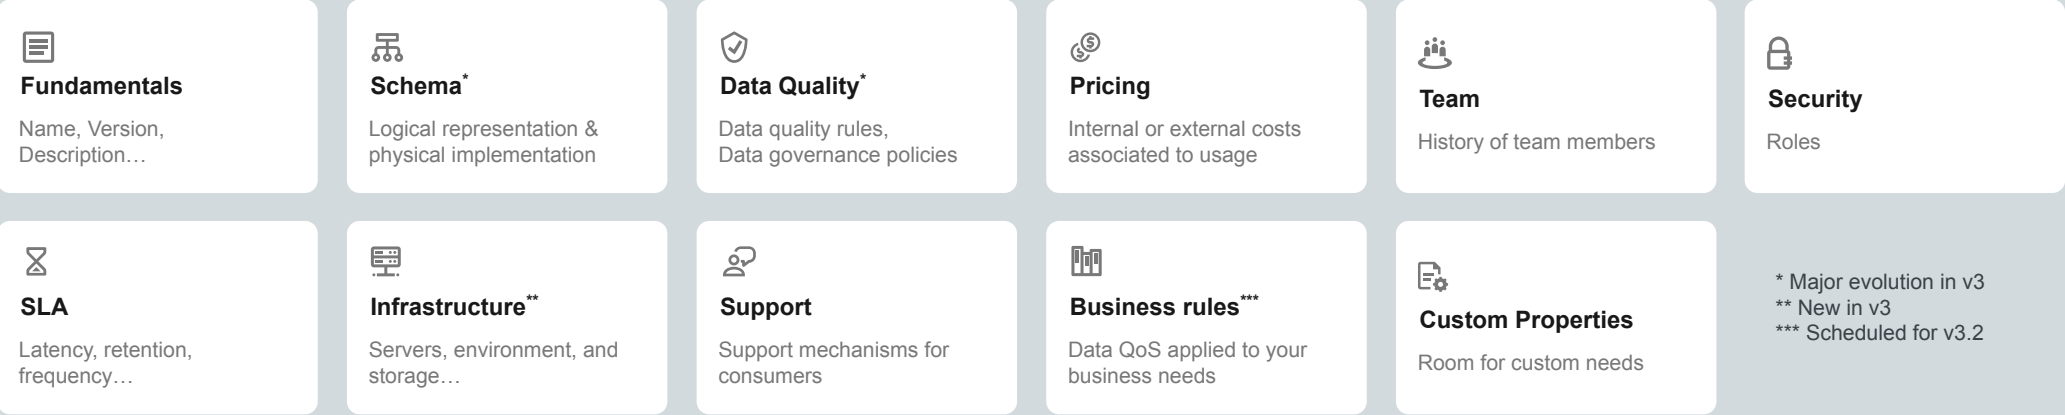 Fundamentals
Name, Version,
Description…
Schema*
Logical representation &
physical implementation
Data Quality*
Data quality rules,
Data governance policies
Pricing
Internal or external costs
associated to usage
Team
History of team members
Security
Roles
SLA
Latency, retention,
frequency…
Infrastructure**
Servers, environment, and
storage…
Support
Support mechanisms for
consumers
Business rules***
Data QoS applied to your
business needs
Custom Properties
Room for custom needs
* Major evolution in v3
** New in v3
*** Scheduled for v3.2